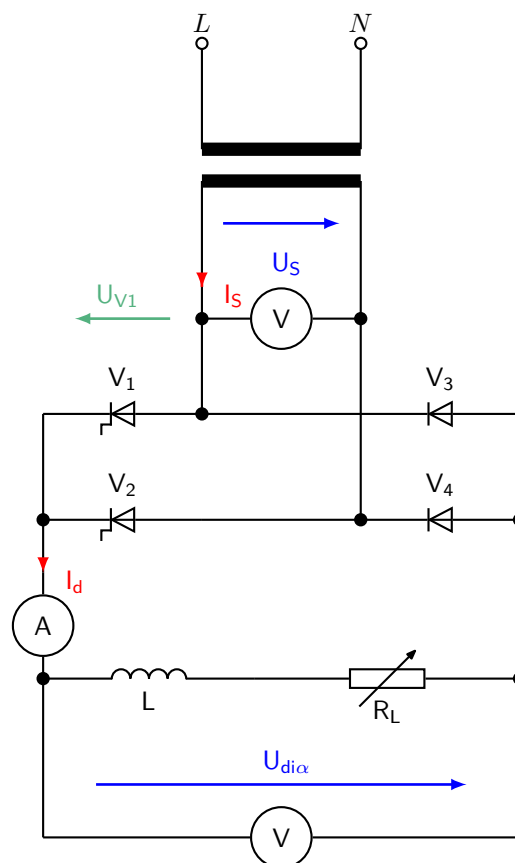 L N
U_S
I_S
U_V1
V
V_1 V_3
V_2 V_4
I_d
A
L R_L
U_diα
V